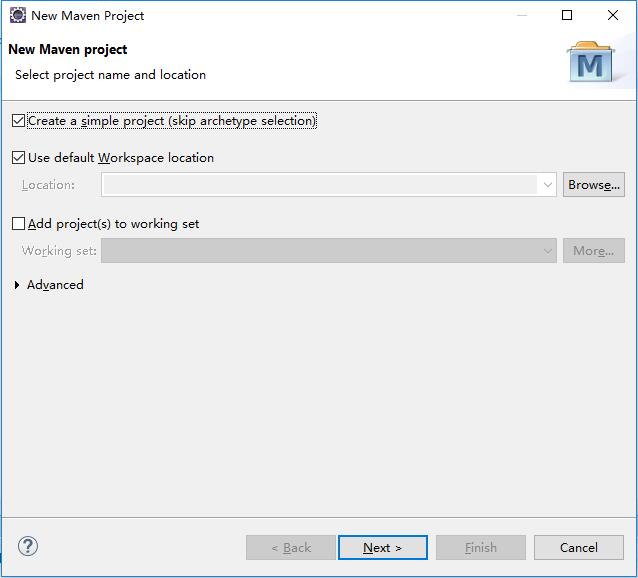 New Maven Project
New Maven project
Select project name and location
M
Create a simple project (skip archetype selection)
Use default Workspace location
Location:
Browse...
Add project(s) to working set
Working set:
More...
Advanced
?
< Back
Next >
Finish
Cancel